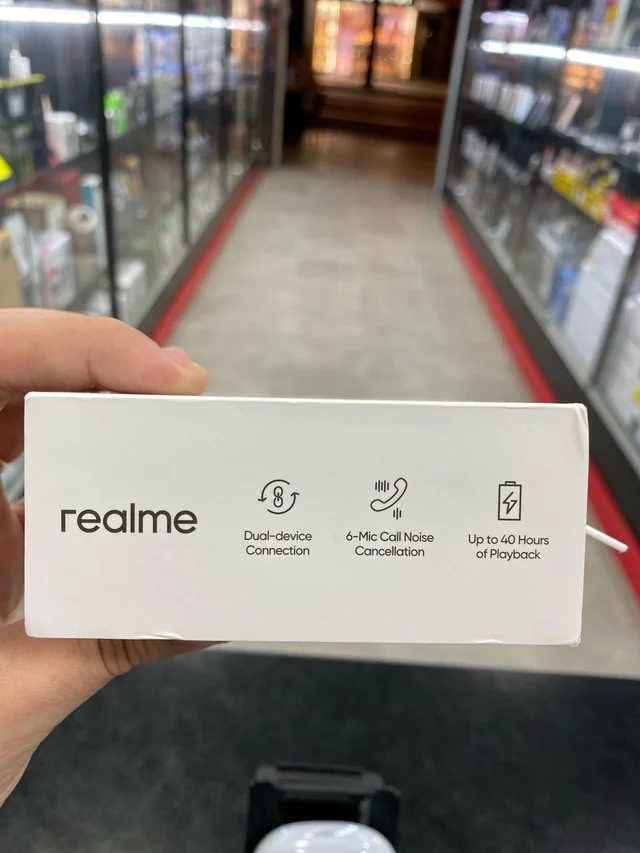 realme
Dual-device
Connection
6-Mic Call Noise
Cancellation
Up to 40 Hours
of Playback